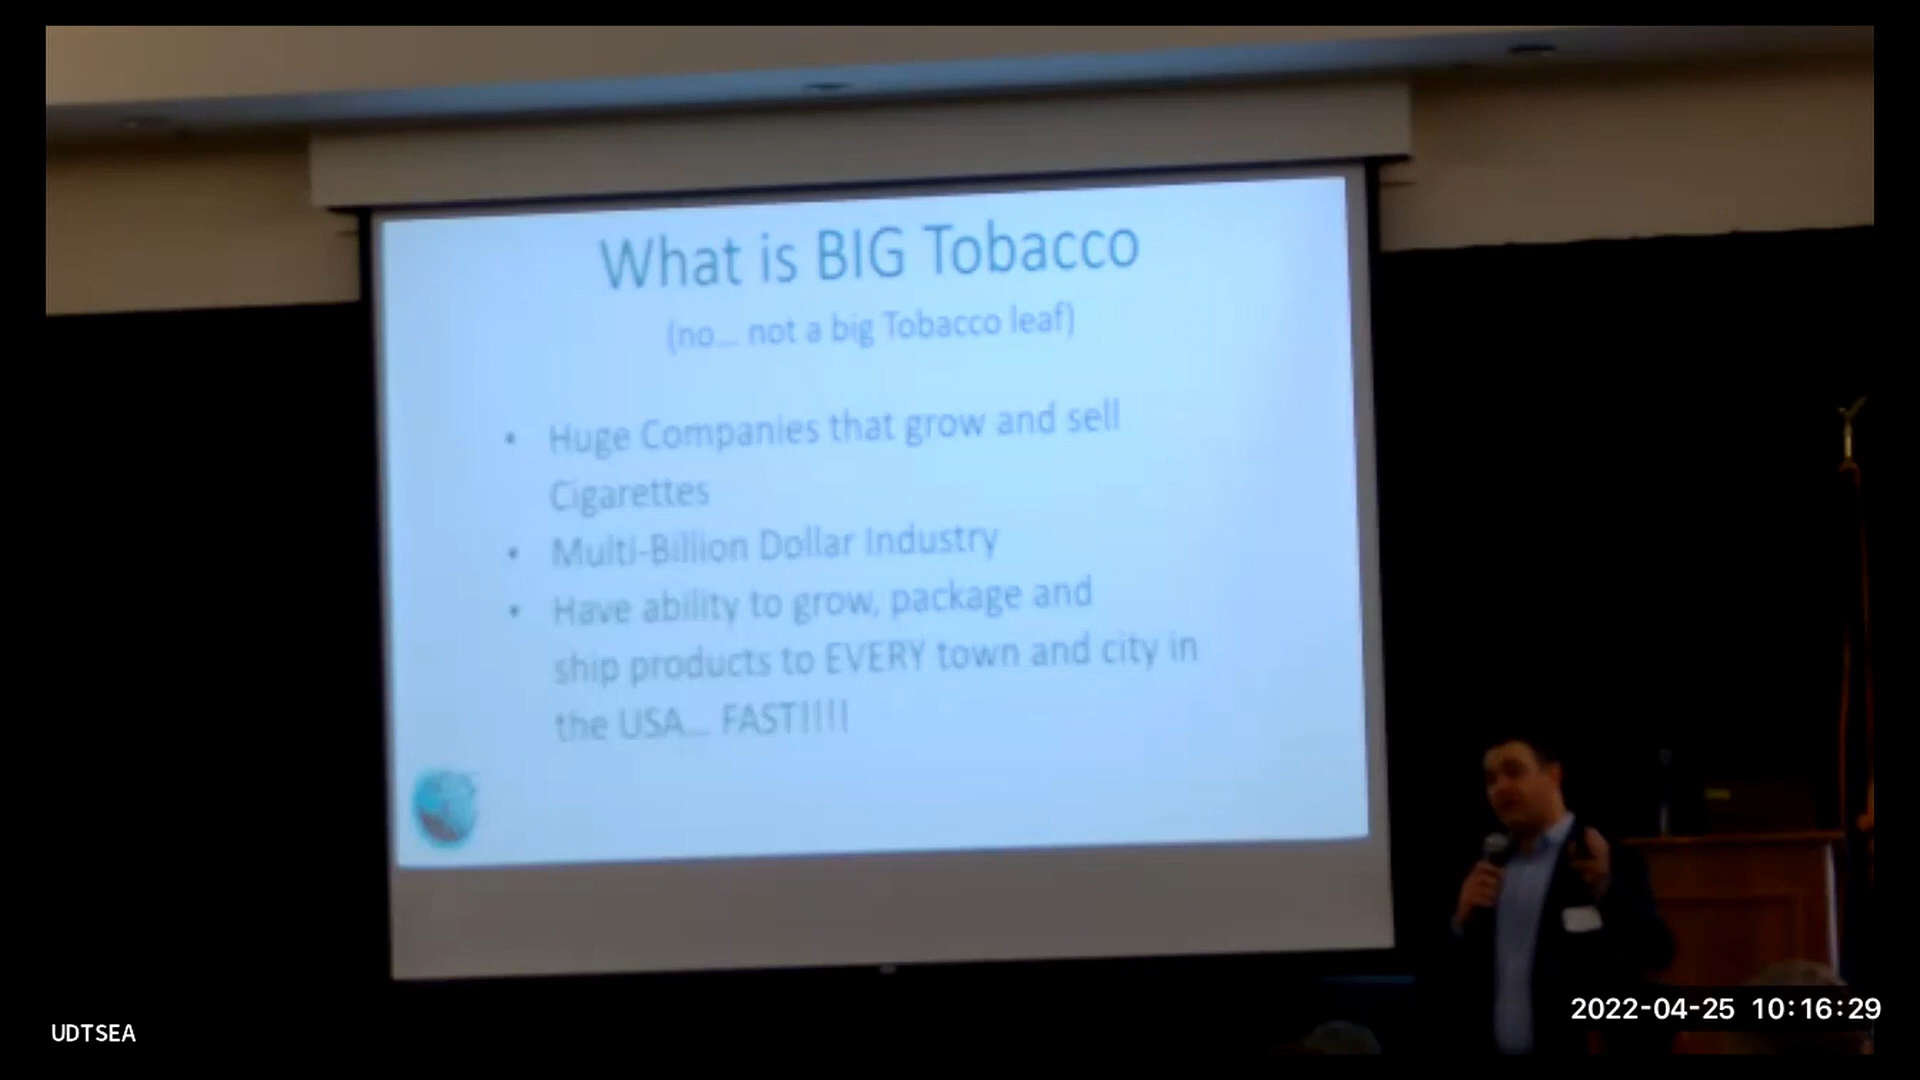 What is BIG Tobacco
(no... not a big Tobacco leaf)
• Huge Companies that grow and sell
Cigarettes
• Multi-Billion Dollar Industry
• Have ability to grow, package and
ship products to EVERY town and city in
the USA... FAST!!!!
2022-04-25 10:16:29
UDTSEA